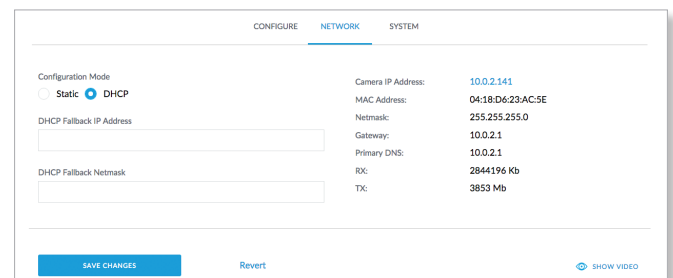 CONFIGURE NETWORK SYSTEM
Configuration Mode
Static DHCP
DHCP Fallback IP Address
DHCP Fallback Netmask
Camera IP Address: 10.0.2.141
MAC Address: 04:18:D6:23:AC:5E
Netmask: 255.255.255.0
Gateway: 10.0.2.1
Primary DNS: 10.0.2.1
RX: 2844196 Kb
TX: 3853 Mb
SAVE CHANGES Revert SHOW VIDEO